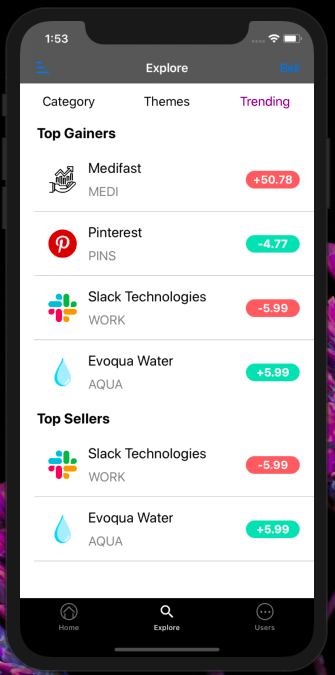 1:53
Explore
Category Themes Trending
Top Gainers
Medifast
MEDI
+50.78
Pinterest
PINS
-4.77
Slack Technologies
WORK
-5.99
Evoqua Water
AQUA
+5.99
Top Sellers
Slack Technologies
WORK
-5.99
Evoqua Water
AQUA
+5.99
Home Explore Users